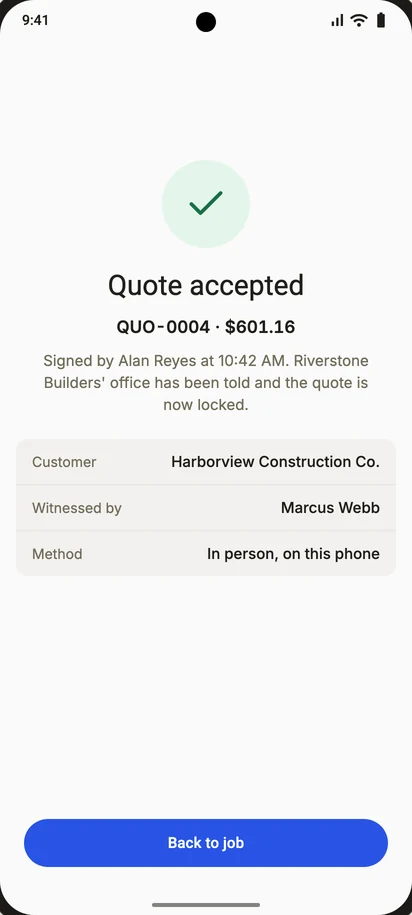 9:41
Quote accepted
QUO-0004 · $601.16
Signed by Alan Reyes at 10:42 AM. Riverstone
Builders' office has been told and the quote is
now locked.
Customer Harborview Construction Co.
Witnessed by Marcus Webb
Method In person, on this phone
Back to job